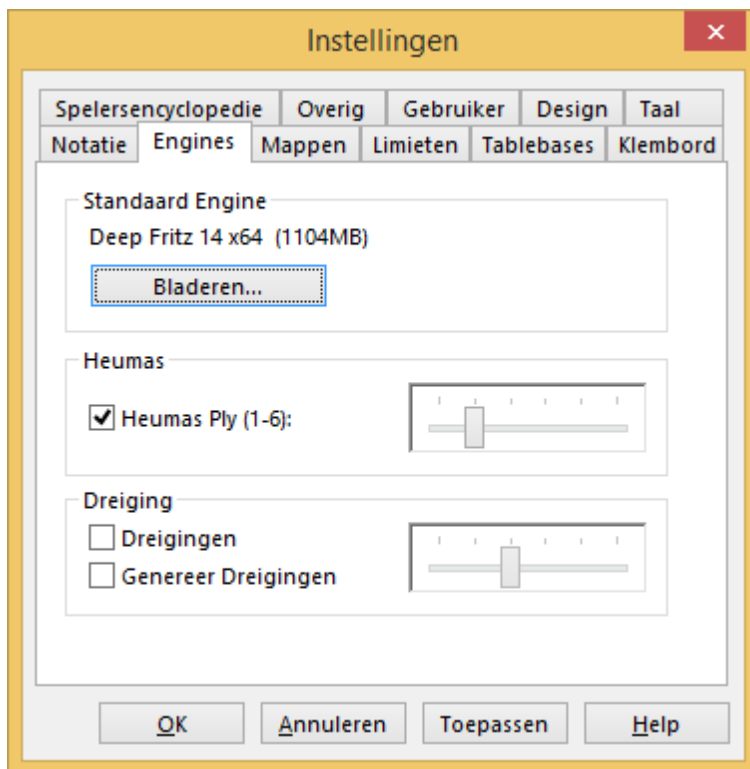 Instellingen
Spelersencyclopedie Overig Gebruiker Design Taal
Notatie Engines Mappen Limieten Tablebases Klembord
Standaard Engine
Deep Fritz 14 x64 (1104MB)
Bladeren...
Heumas
Heumas Ply (1-6):
Dreiging
Dreigingen
Genereer Dreigingen
OK Annuleren Toepassen Help